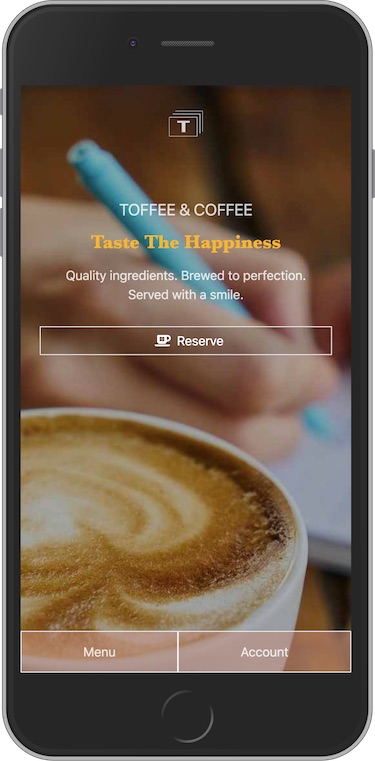 T
TOFFEE & COFFEE
Taste The Happiness
Quality ingredients. Brewed to perfection.
Served with a smile.
Reserve
Menu
Account